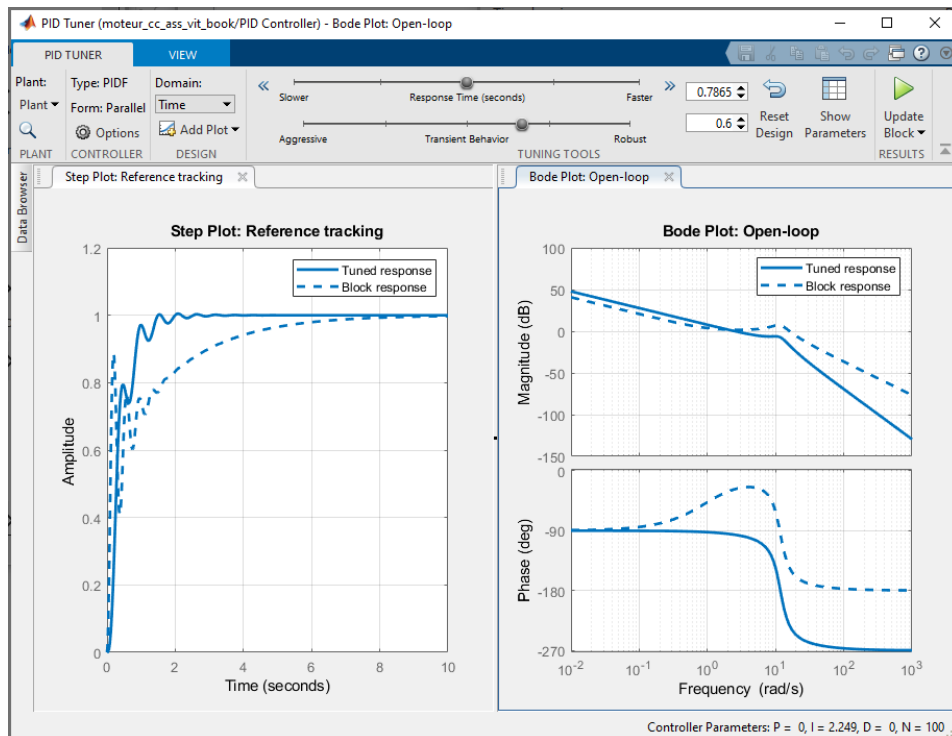 PID Tuner (moteur_cc_ass_vit_book/PID Controller) - Bode Plot: Open-loop
PID TUNER
VIEW
Plant:
Plant
PLANT
Type: PIDF
Form: Parallel
Options
CONTROLLER
Domain:
Time
Add Plot
DESIGN
Slower
Response Time (seconds)
Faster
0.7865
Aggressive
Transient Behavior
Robust
0.6
Reset
Design
Show
Parameters
TUNING TOOLS
Update
Block
RESULTS
Data Browser
Step Plot: Reference tracking
Step Plot: Reference tracking
Tuned response
Block response
Amplitude
1.2
1
0.8
0.6
0.4
0.2
0
0 2 4 6 8 10
Time (seconds)
Bode Plot: Open-loop
Bode Plot: Open-loop
Tuned response
Block response
Magnitude (dB)
100
50
0
-50
-100
-150
Phase (deg)
0
-90
-180
-270
10-2 10-1 100 101 102 103
Frequency (rad/s)
Controller Parameters: P = 0, I = 2.249, D = 0, N = 100